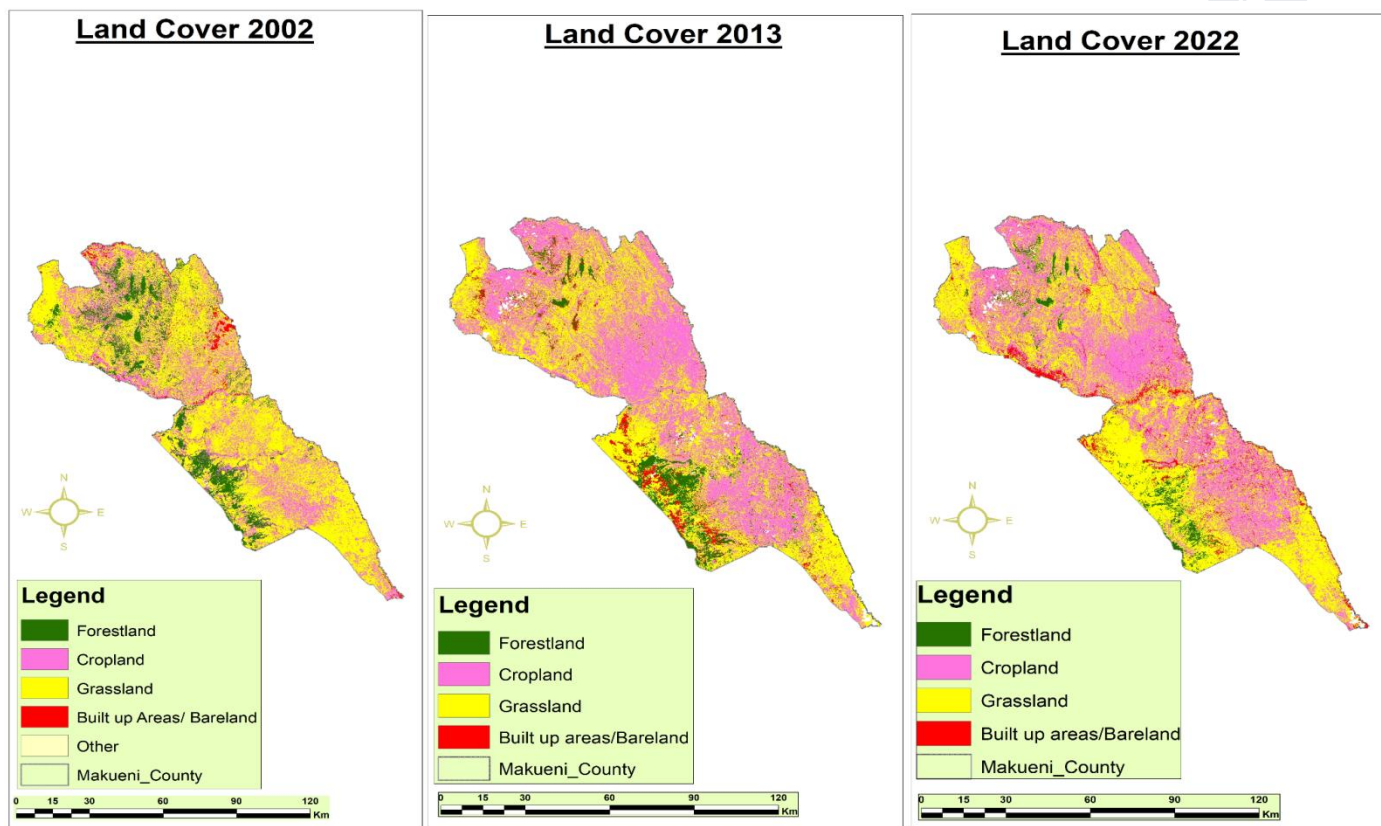 Land Cover 2002
N
W E
S
Legend
Forestland
Cropland
Grassland
Built up Areas/ Bareland
Other
Makueni_County
0 15 30 60 90 120
Km
Land Cover 2013
N
W E
S
Legend
Forestland
Cropland
Grassland
Built up areas/Bareland
Makueni_County
0 15 30 60 90 120
Km
Land Cover 2022
N
W E
S
Legend
Forestland
Cropland
Grassland
Built up areas/Bareland
Makueni_County
0 15 30 60 90 120
Km